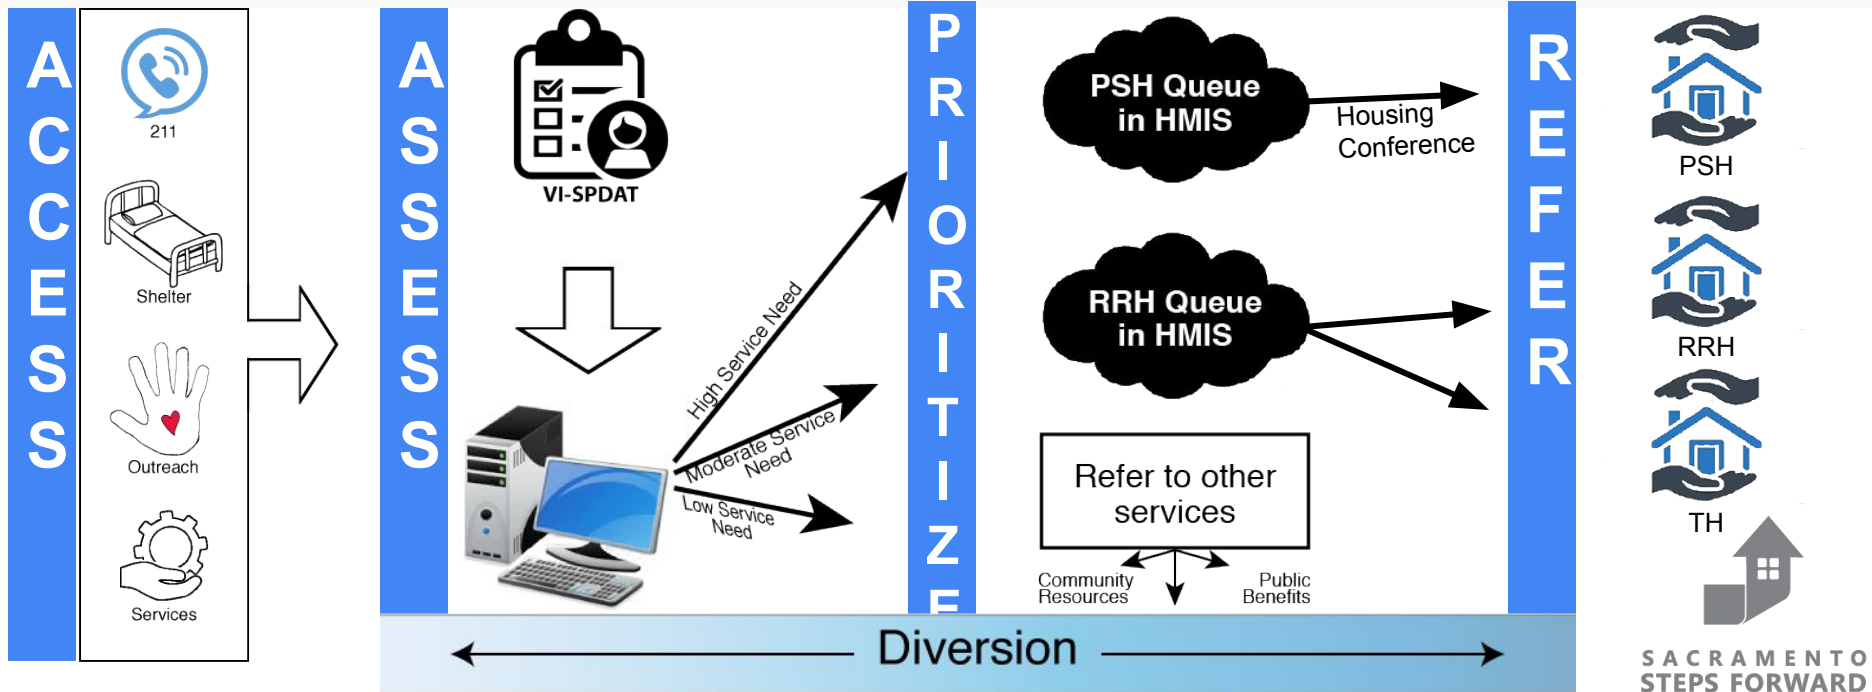 ACCESS
211
Shelter
Outreach
Services
ASSESS
VI-SPDAT
High Service Need
Moderate Service
Need
Low Service
Need
PRIORITIZE
PSH Queue
in HMIS
Housing
Conference
RRH Queue
in HMIS
Refer to other
services
Community
Resources
Public
Benefits
REFER
PSH
RRH
TH
Diversion
SACRAMENTO
STEPS FORWARD